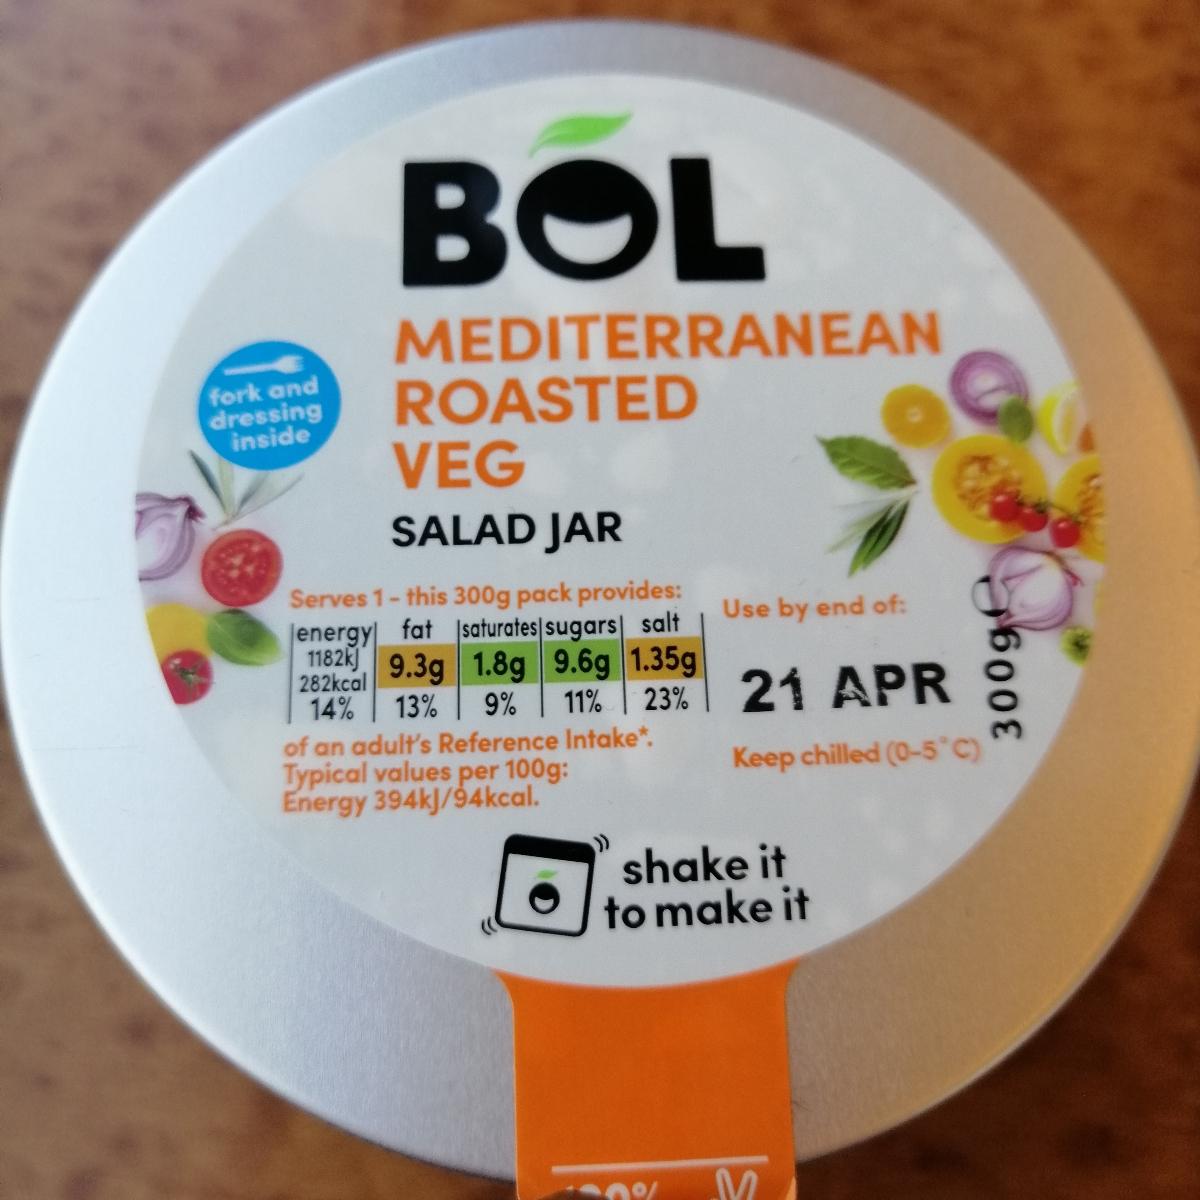 BOL
MEDITERRANEAN
ROASTED
VEG
SALAD JAR
fork and
dressing
inside
Serves 1 - this 300g pack provides:
energy fat saturates sugars salt
1182kJ
282kcal 9.3g 1.8g 9.6g 1.35g
14% 13% 9% 11% 23%
of an adult's Reference Intake*.
Typical values per 100g:
Energy 394kJ/94kcal.
Use by end of:
21 APR
Keep chilled (0-5°C)
300g
shake it
to make it